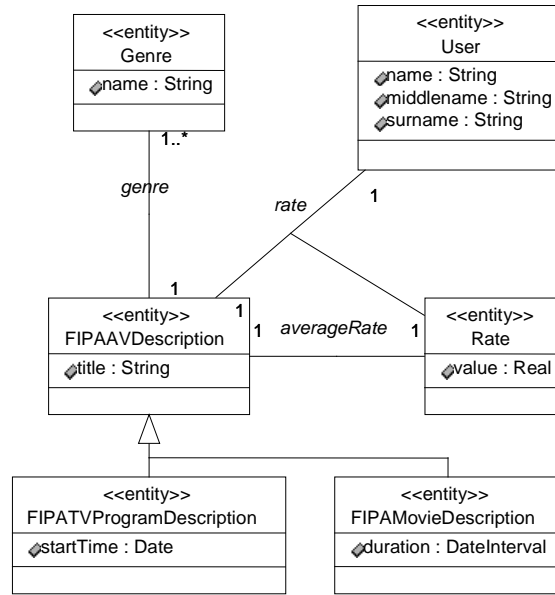 <<entity>>
Genre
name : String
<<entity>>
User
name : String
middlename : String
surname : String
1..*
genre
rate
1
1
1
<<entity>>
FIPAAVDescription
title : String
1
averageRate
1
<<entity>>
Rate
value : Real
<<entity>>
FIPATVProgramDescription
startTime : Date
<<entity>>
FIPAMovieDescription
duration : DateInterval